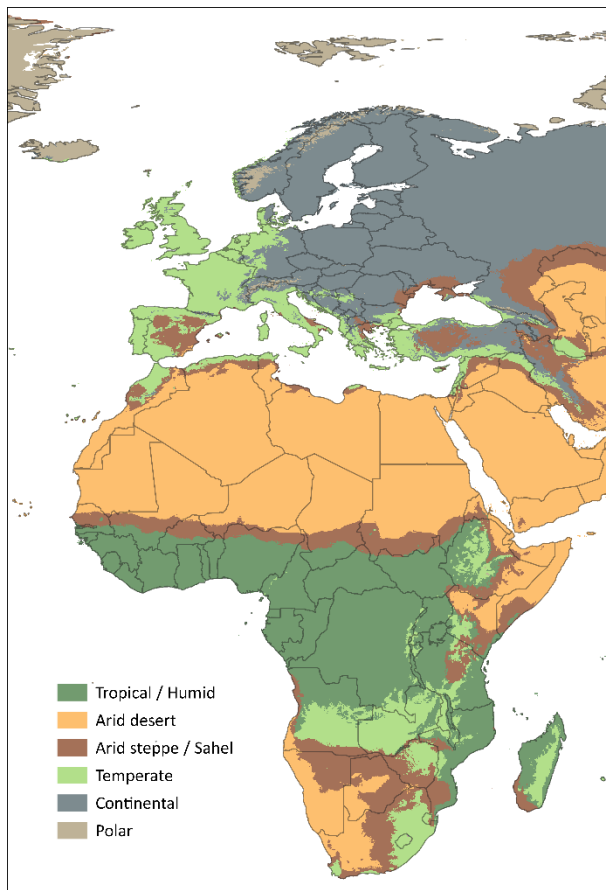 Tropical / Humid
Arid desert
Arid steppe / Sahel
Temperate
Continental
Polar